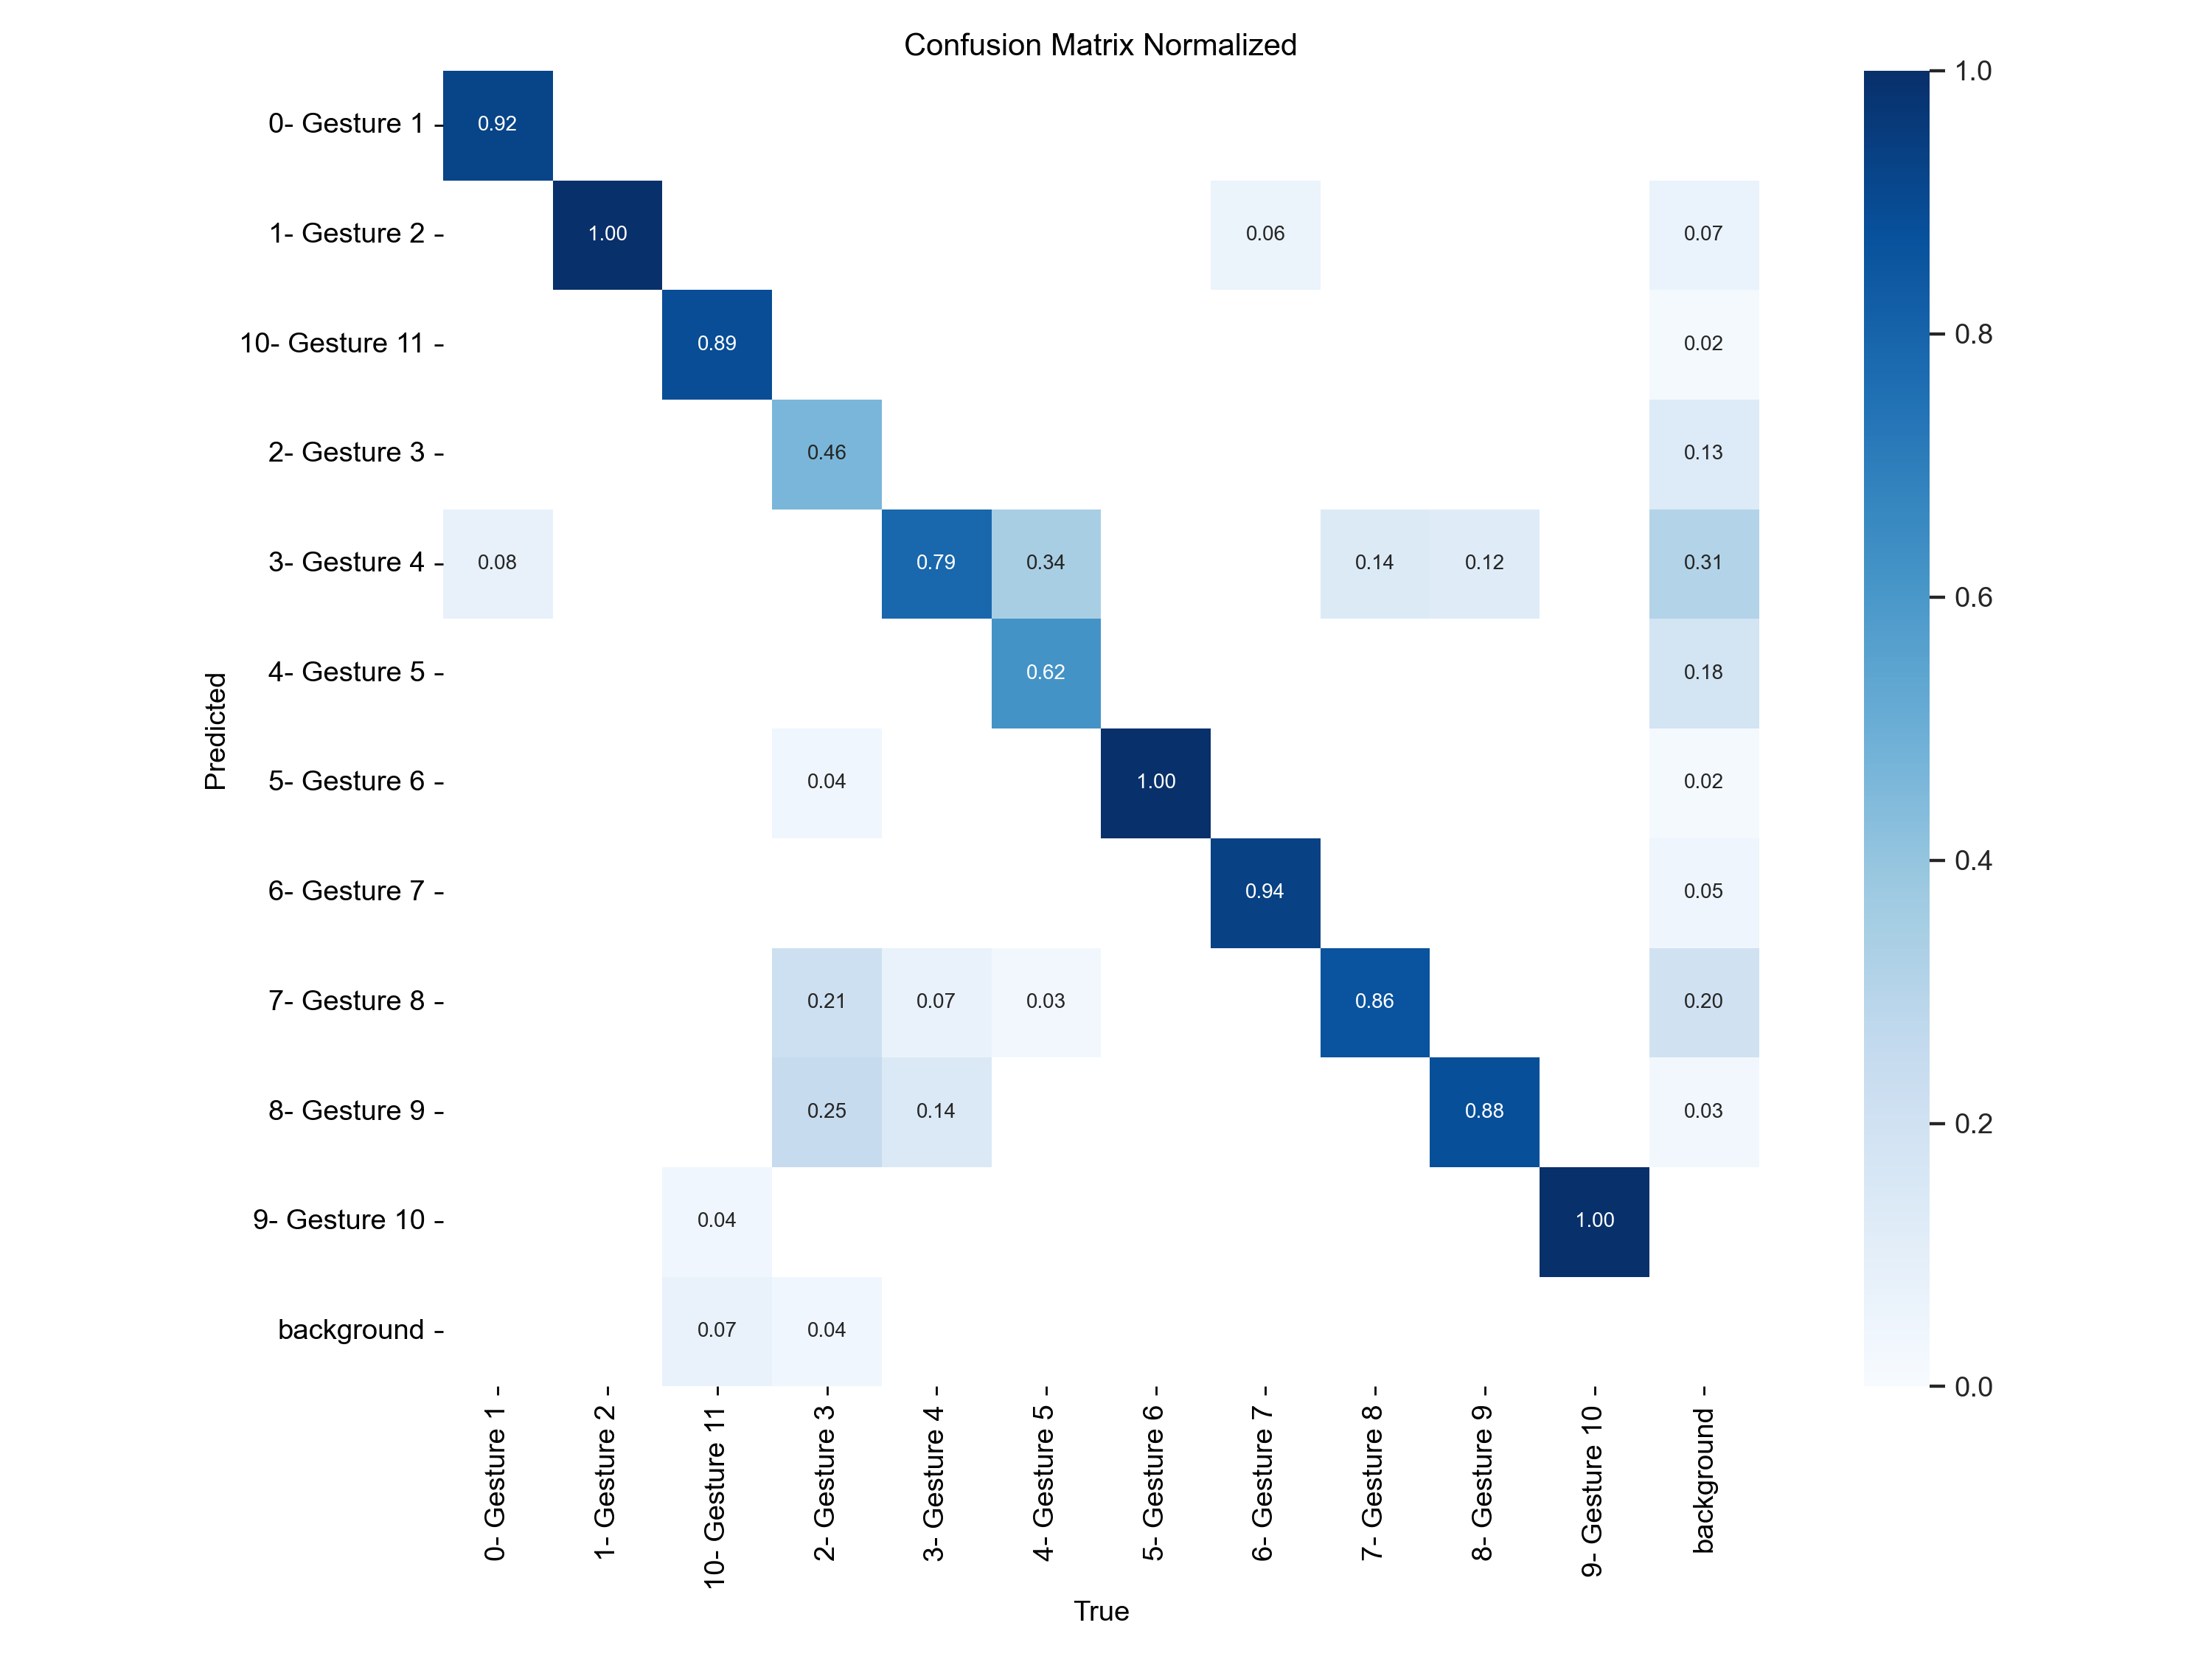 Confusion Matrix Normalized
0- Gesture 1
0.92
1.0
1- Gesture 2
1.00
0.06
0.07
10- Gesture 11
0.89
0.02
0.8
2- Gesture 3
0.46
0.13
3- Gesture 4
0.08
0.79
0.34
0.14
0.12
0.31
0.6
4- Gesture 5
0.62
0.18
Predicted
5- Gesture 6
0.04
1.00
0.02
0.4
6- Gesture 7
0.94
0.05
7- Gesture 8
0.21
0.07
0.03
0.86
0.20
8- Gesture 9
0.25
0.14
0.88
0.03
0.2
9- Gesture 10
0.04
1.00
background
0.07
0.04
0.0
0- Gesture 1
1- Gesture 2
10- Gesture 11
2- Gesture 3
3- Gesture 4
4- Gesture 5
5- Gesture 6
6- Gesture 7
7- Gesture 8
8- Gesture 9
9- Gesture 10
background
True